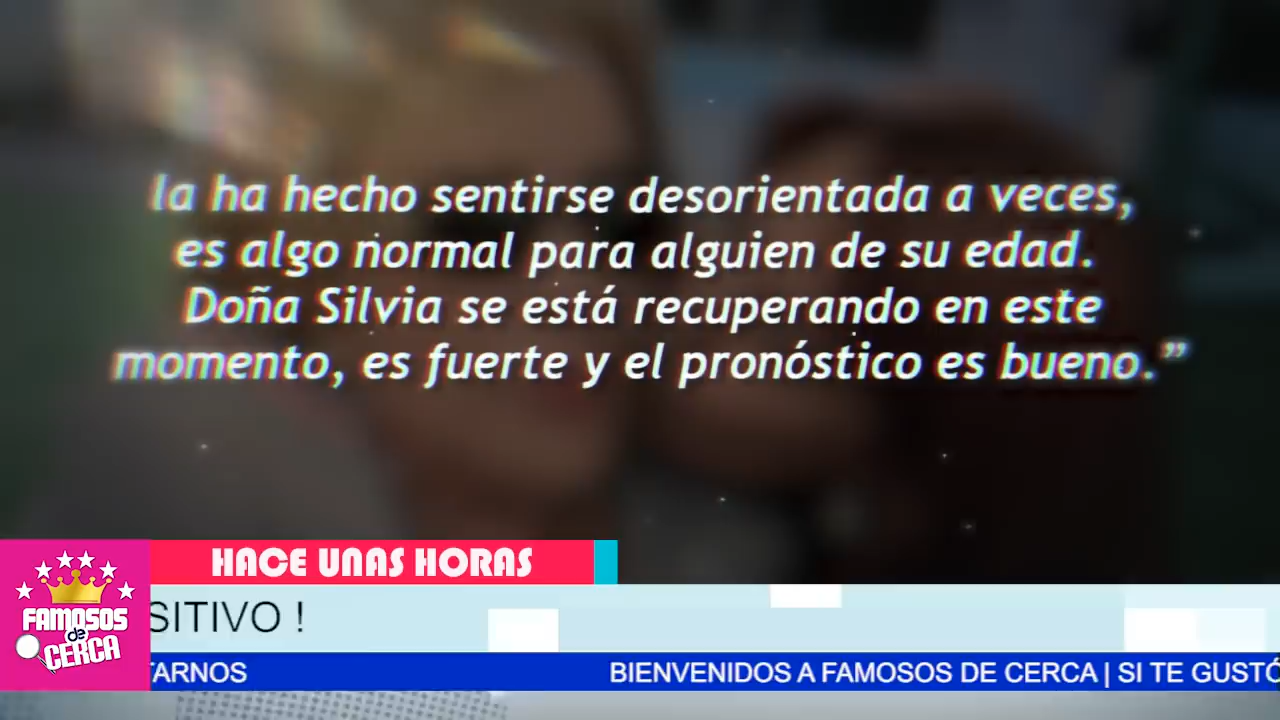 la ha hecho sentirse desorientada a veces,
es algo normal para alguien de su edad.
Doña Silvia se está recuperando en este
momento, es fuerte y el pronóstico es bueno.”
HACE UNAS HORAS
SITIVO !
FAMOSOS
de
CERCA
TARNOS
BIENVENIDOS A FAMOSOS DE CERCA | SI TE GUSTÓ